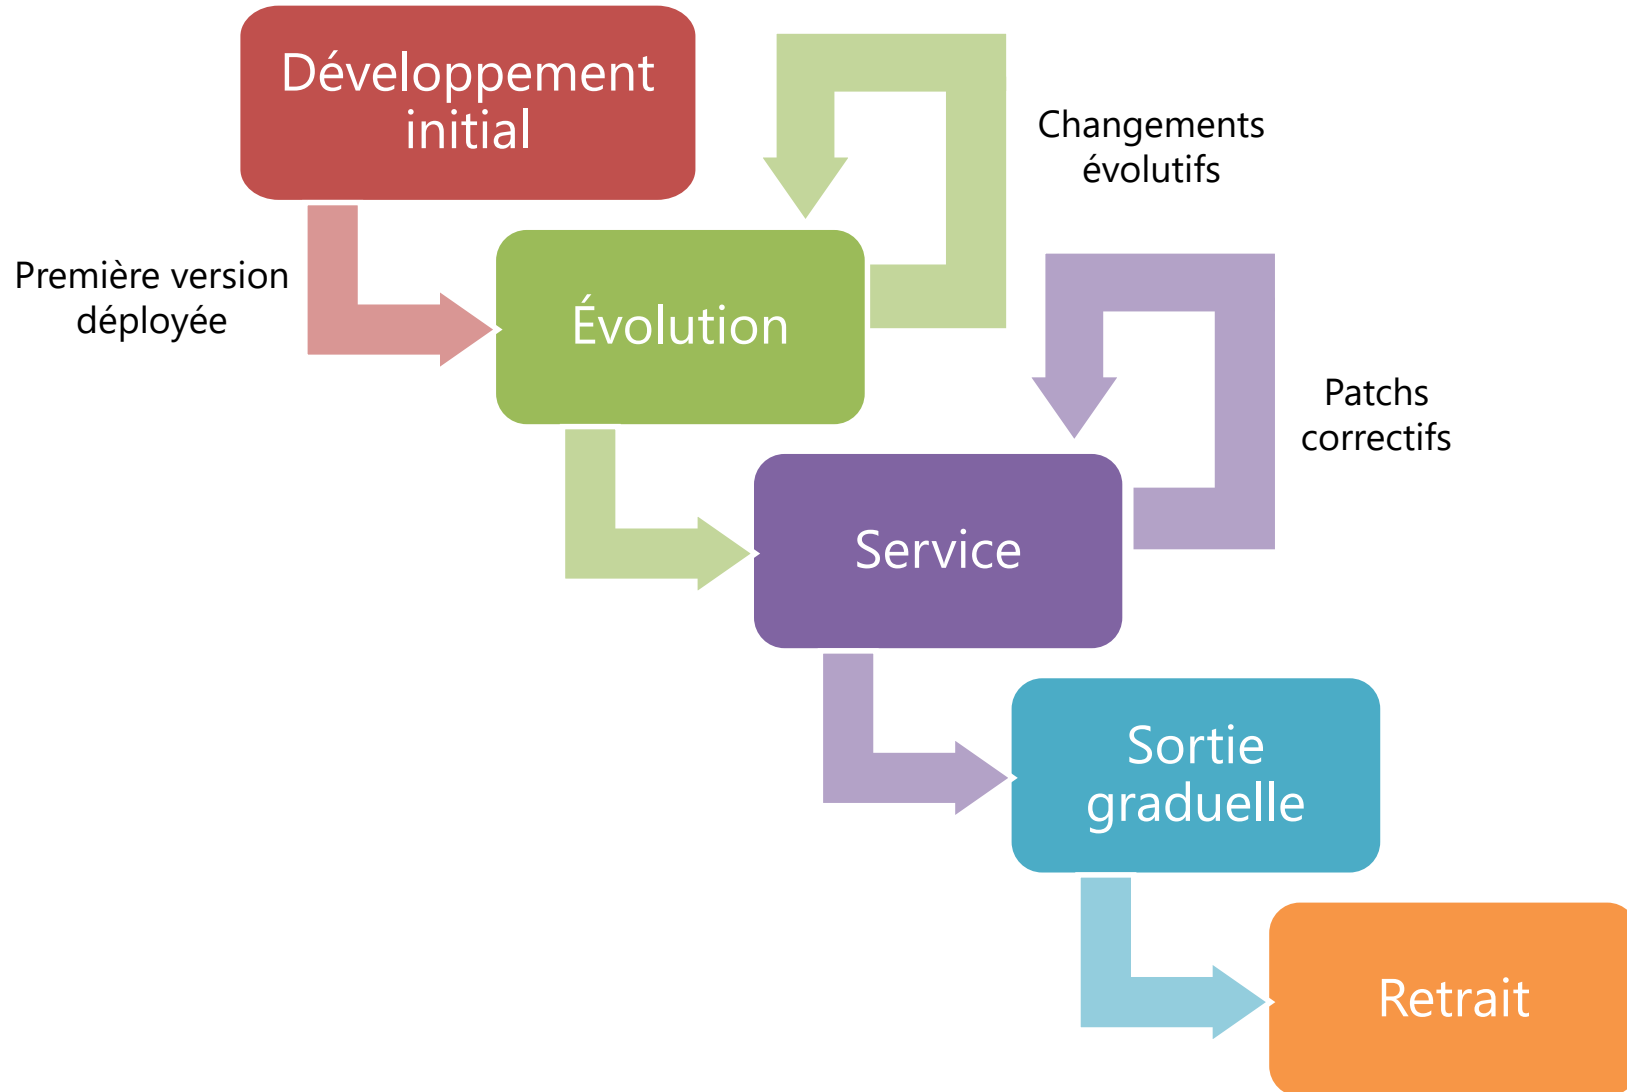 Développement
initial
Changements
évolutifs
Première version
déployée
Évolution
Patchs
correctifs
Service
Sortie
graduelle
Retrait